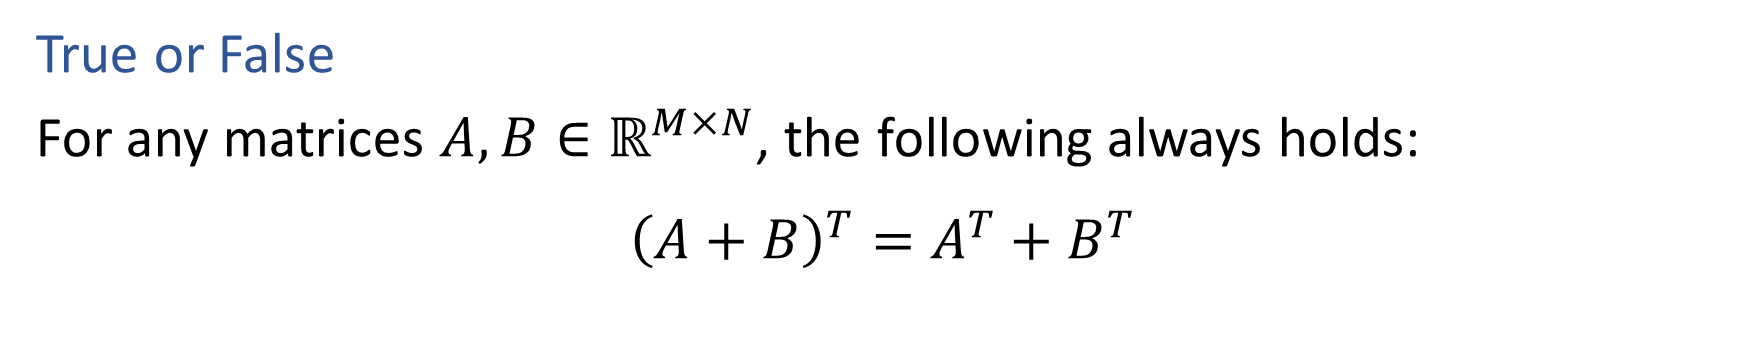 True or False
For any matrices A, B ∈ ℝ^{M×N}, the following always holds:
(A + B)^T = A^T + B^T